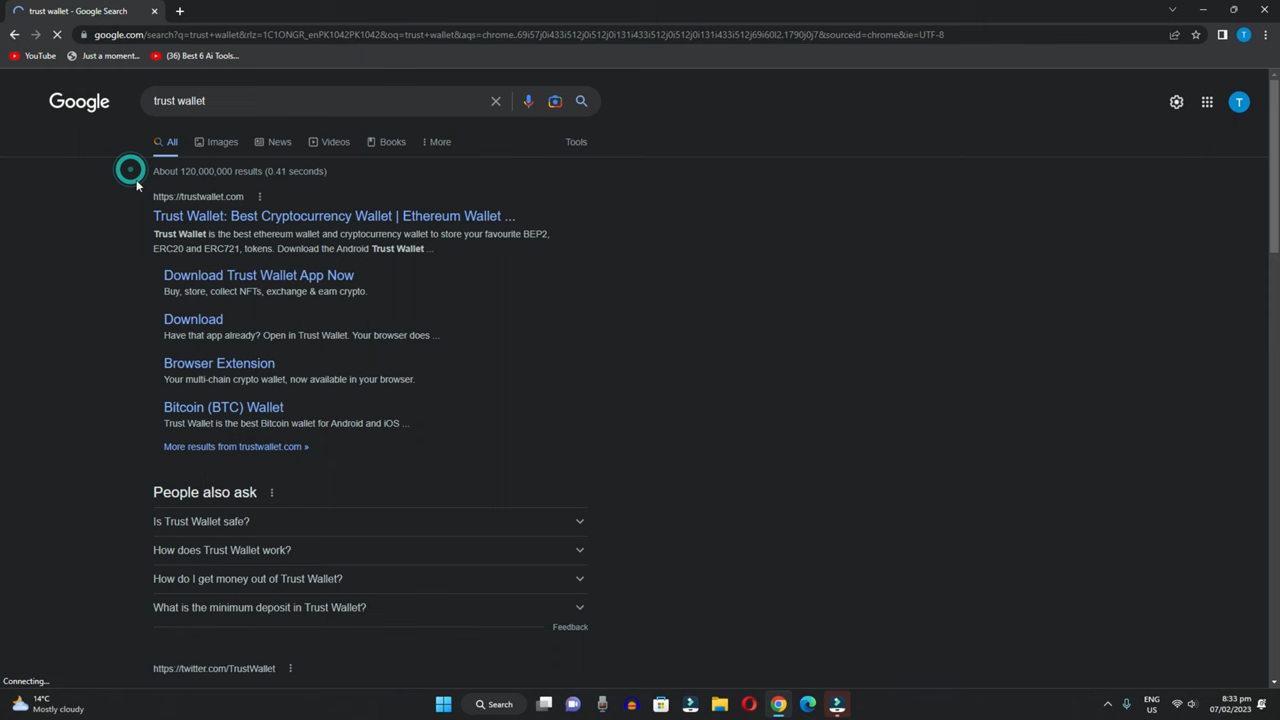 trust wallet - Google Search
google.com/search?q=trust+wallet&rlz=1C1ONGR_enPK1042PK1042&oq=trust+wallet&aqs=chrome..69i57j0i433i512j0i512j0i131i433i512j0i512j0i131i433i512j69i60l2.1790j0j7&sourceid=chrome&ie=UTF-8
YouTube
Just a moment...
(36) Best 6 Ai Tools...
T
Google
trust wallet
T
All
Images
News
Videos
Books
More
Tools
About 120,000,000 results (0.41 seconds)
https://trustwallet.com
Trust Wallet: Best Cryptocurrency Wallet | Ethereum Wallet ...
Trust Wallet is the best ethereum wallet and cryptocurrency wallet to store your favourite BEP2,
ERC20 and ERC721, tokens. Download the Android Trust Wallet ...
Download Trust Wallet App Now
Buy, store, collect NFTs, exchange & earn crypto.
Download
Have that app already? Open in Trust Wallet. Your browser does ...
Browser Extension
Your multi-chain crypto wallet, now available in your browser.
Bitcoin (BTC) Wallet
Trust Wallet is the best Bitcoin wallet for Android and iOS ...
More results from trustwallet.com »
People also ask
Is Trust Wallet safe?
How does Trust Wallet work?
How do I get money out of Trust Wallet?
What is the minimum deposit in Trust Wallet?
Feedback
https://twitter.com/TrustWallet
Connecting...
14°C
Mostly cloudy
Search
ENG
US
8:33 pm
07/02/2023